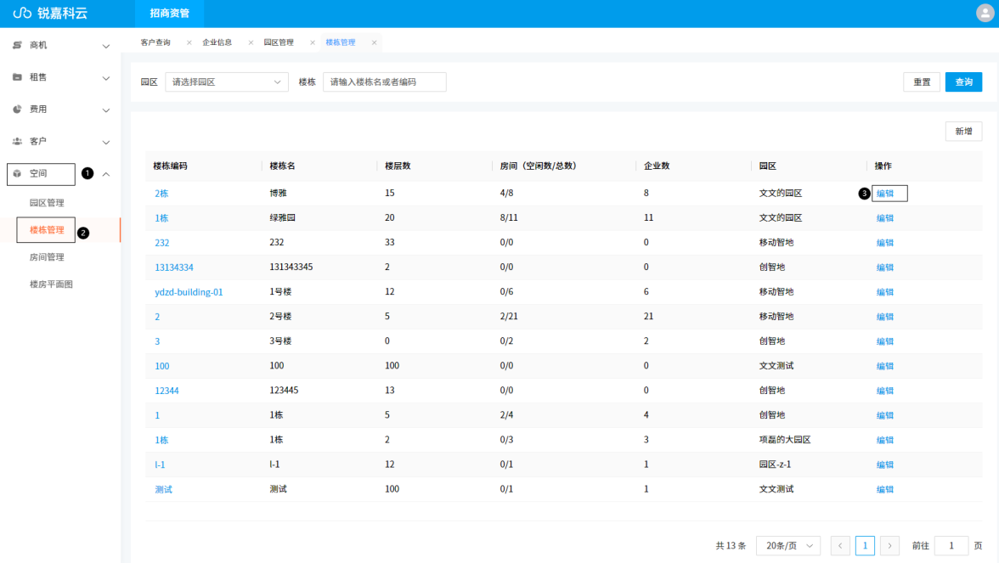 锐嘉科云 招商资管
商机
租售
费用
客户
空间 1
园区管理
楼栋管理 2
房间管理
楼房平面图
客户查询 × 企业信息 × 园区管理 × 楼栋管理 ×
园区 请选择园区 楼栋 请输入楼栋名或者编码 重置 查询
新增
楼栋编码 楼栋名 楼层数 房间（空闲数/总数） 企业数 园区 操作
2栋 博雅 15 4/8 8 文文的园区 3 编辑
1栋 绿雅园 20 8/11 11 文文的园区 编辑
232 232 33 0/0 0 移动智地 编辑
13134334 131343345 2 0/0 0 创智地 编辑
ydzd-building-01 1号楼 12 0/6 6 移动智地 编辑
2 2号楼 5 2/21 21 移动智地 编辑
3 3号楼 0 0/2 2 创智地 编辑
100 100 100 0/0 0 文文测试 编辑
12344 123445 13 0/0 0 创智地 编辑
1 1栋 5 2/4 4 创智地 编辑
1栋 1栋 2 0/3 3 项磊的大园区 编辑
l-1 l-1 12 0/1 1 园区-z-1 编辑
测试 测试 100 0/1 1 文文测试 编辑
共 13 条 20条/页 < 1 > 前往 1 页